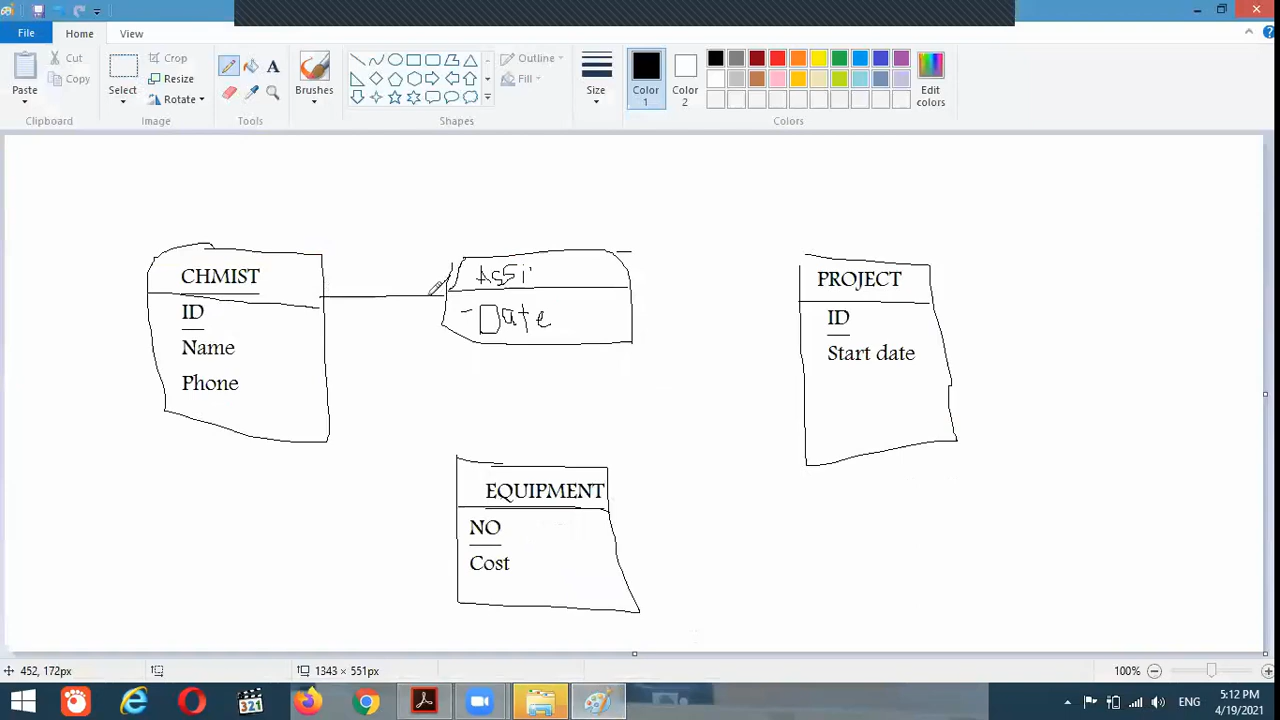 File
Home
View
Paste
Cut
Copy
Clipboard
Select
Crop
Resize
Rotate
Image
A
Tools
Brushes
Outline
Fill
Shapes
Size
Color 1
Color 2
Edit colors
Colors
CHMIST
ID
Name
Phone
Assi
- Date
PROJECT
ID
Start date
EQUIPMENT
NO
Cost
452, 172px
1343 × 551px
100%
321
ENG
5:12 PM
4/19/2021